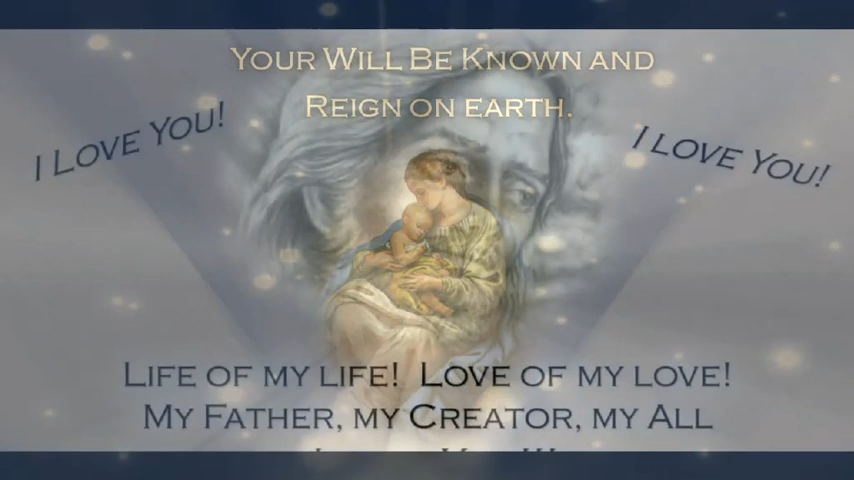 YOUR WILL BE KNOWN AND
REIGN ON EARTH.
I LOVE YOU!
I LOVE YOU!
LIFE OF MY LIFE! LOVE OF MY LOVE!
MY FATHER, MY CREATOR, MY ALL